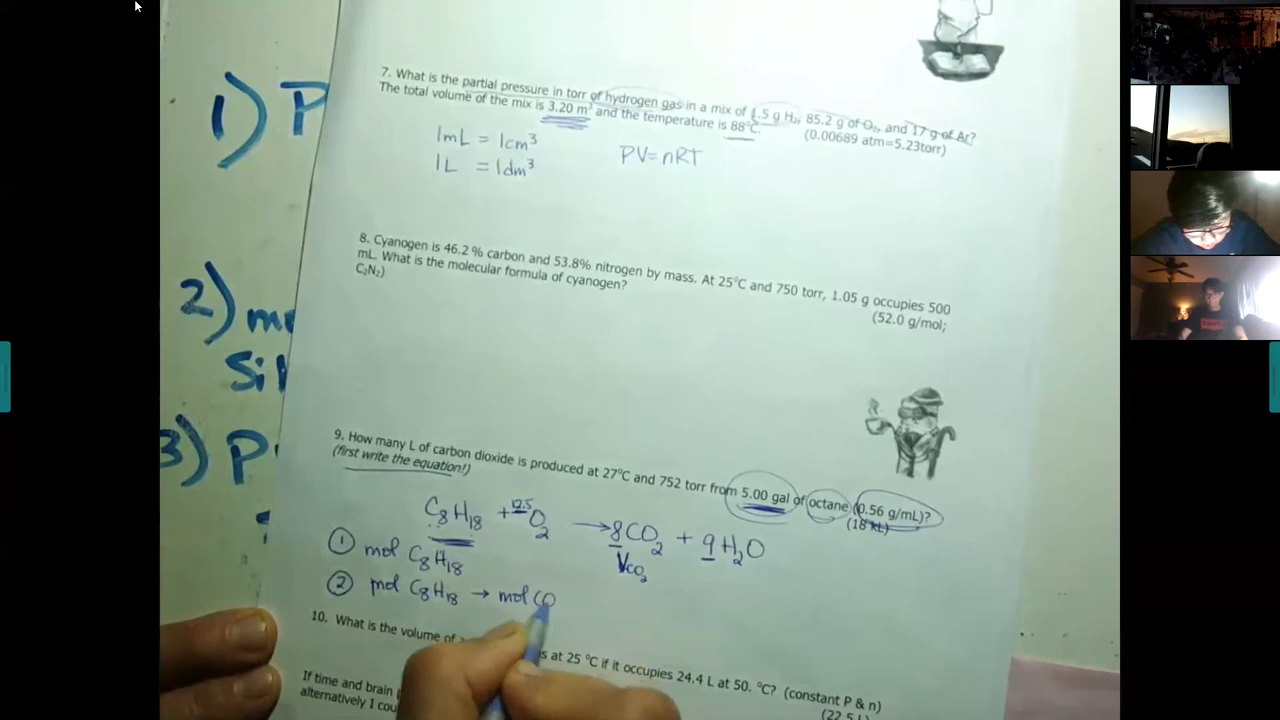 1) P
2) mo
Sil
3) P
7. What is the partial pressure in torr of hydrogen gas in a mix of 1.5 g H₂, 85.2 g of O₂, and 17 g of Ar?
The total volume of the mix is 3.20 m³ and the temperature is 88°C.
(0.00689 atm=5.23torr)
1mL = 1cm³
1L = 1dm³
PV=nRT
8. Cyanogen is 46.2 % carbon and 53.8% nitrogen by mass. At 25°C and 750 torr, 1.05 g occupies 500
mL. What is the molecular formula of cyanogen?
(52.0 g/mol;
C₂N₂)
9. How many L of carbon dioxide is produced at 27°C and 752 torr from 5.00 gal of octane (0.56 g/mL)?
(first write the equation!)
(18 kL)
C₈H₁₈ + 12.5 O₂ → 8CO₂ + 9H₂O
V CO₂
① mol C₈H₁₈
② mol C₈H₁₈ → mol CO
10. What is the volume of
s at 25 °C if it occupies 24.4 L at 50. °C? (constant P & n)
(22.5 L)
If time and brain
alternatively I cou